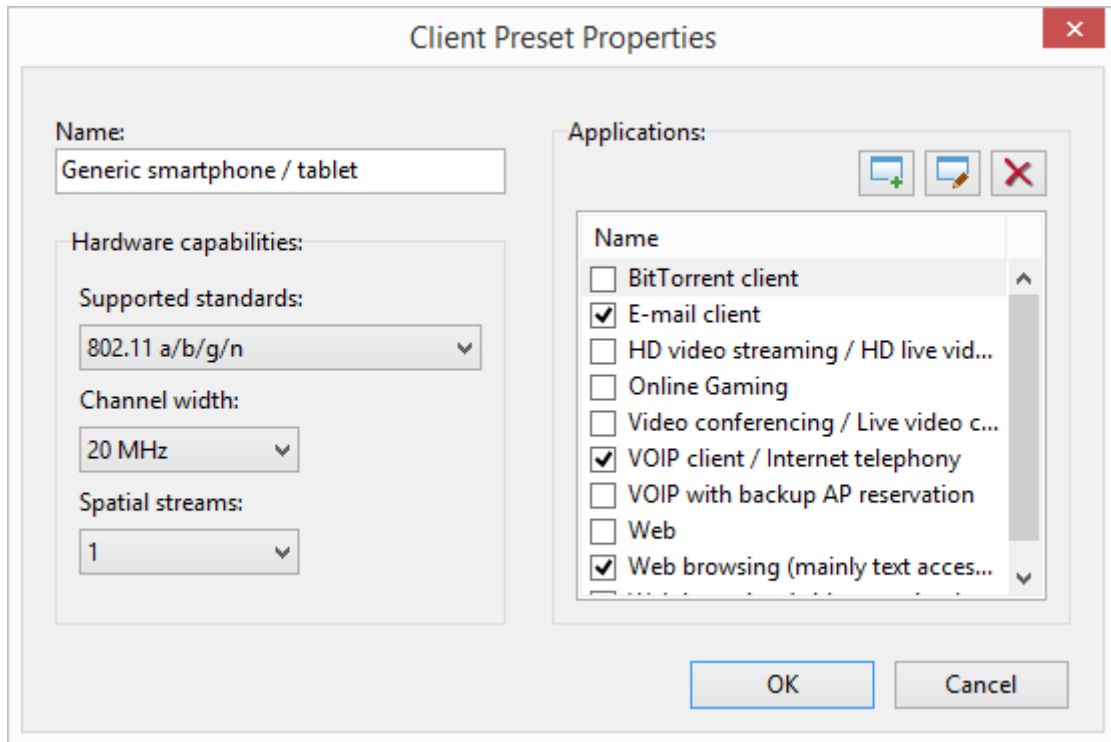 Client Preset Properties
Name:
Generic smartphone / tablet
Hardware capabilities:
Supported standards:
802.11 a/b/g/n
Channel width:
20 MHz
Spatial streams:
1
Applications:
Name
BitTorrent client
E-mail client
HD video streaming / HD live vid...
Online Gaming
Video conferencing / Live video c...
VOIP client / Internet telephony
VOIP with backup AP reservation
Web
Web browsing (mainly text acces...
OK
Cancel